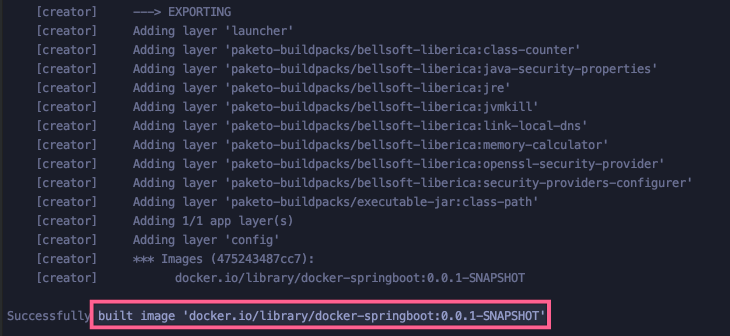 [creator]     ---> EXPORTING
[creator]     Adding layer 'launcher'
[creator]     Adding layer 'paketo-buildpacks/bellsoft-liberica:class-counter'
[creator]     Adding layer 'paketo-buildpacks/bellsoft-liberica:java-security-properties'
[creator]     Adding layer 'paketo-buildpacks/bellsoft-liberica:jre'
[creator]     Adding layer 'paketo-buildpacks/bellsoft-liberica:jvmkill'
[creator]     Adding layer 'paketo-buildpacks/bellsoft-liberica:link-local-dns'
[creator]     Adding layer 'paketo-buildpacks/bellsoft-liberica:memory-calculator'
[creator]     Adding layer 'paketo-buildpacks/bellsoft-liberica:openssl-security-provider'
[creator]     Adding layer 'paketo-buildpacks/bellsoft-liberica:security-providers-configurer'
[creator]     Adding layer 'paketo-buildpacks/executable-jar:class-path'
[creator]     Adding 1/1 app layer(s)
[creator]     Adding layer 'config'
[creator]     *** Images (475243487cc7):
[creator]           docker.io/library/docker-springboot:0.0.1-SNAPSHOT
Successfully built image 'docker.io/library/docker-springboot:0.0.1-SNAPSHOT'